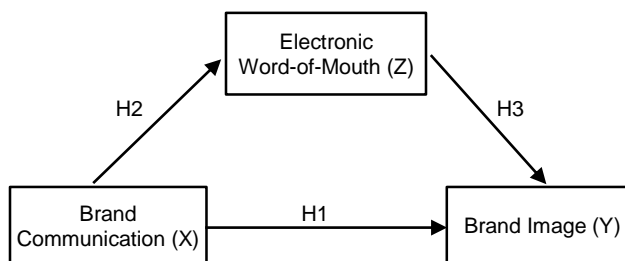 Electronic
Word-of-Mouth (Z)
H2
H3
Brand
Communication (X)
H1
Brand Image (Y)